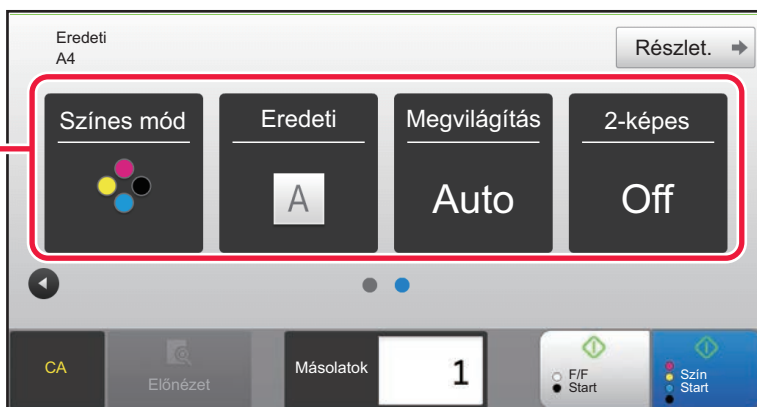 Eredeti
A4
Részlet.
Színes mód
Eredeti
Megvilágítás
2-képes
A
Auto
Off
CA
Előnézet
Másolatok
1
F/F
Start
Szín
Start